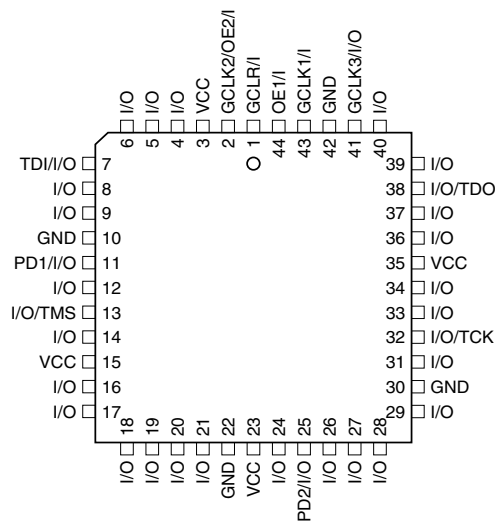 I/O
I/O
I/O
VCC
GCLK2/OE2/I
GCLR/I
OE1/I
GCLK1/I
GND
GCLK3/I/O
I/O
6
5
4
3
2
1
44
43
42
41
40
TDI/I/O 7
I/O 8
I/O 9
GND 10
PD1/I/O 11
I/O 12
I/O/TMS 13
I/O 14
VCC 15
I/O 16
I/O 17
39 I/O
38 I/O/TDO
37 I/O
36 I/O
35 VCC
34 I/O
33 I/O
32 I/O/TCK
31 I/O
30 GND
29 I/O
18
19
20
21
22
23
24
25
26
27
28
I/O
I/O
I/O
I/O
GND
VCC
I/O
PD2/I/O
I/O
I/O
I/O